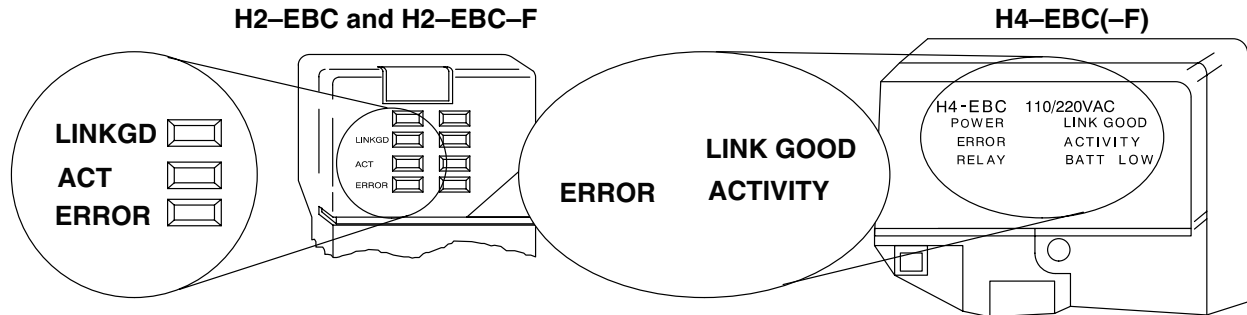 H2–EBC and H2–EBC–F
LINKGD
ACT
ERROR
LINKGD
ACT
ERROR
H4–EBC(–F)
LINK GOOD
ERROR ACTIVITY
H4-EBC 110/220VAC
POWER LINK GOOD
ERROR ACTIVITY
RELAY BATT LOW